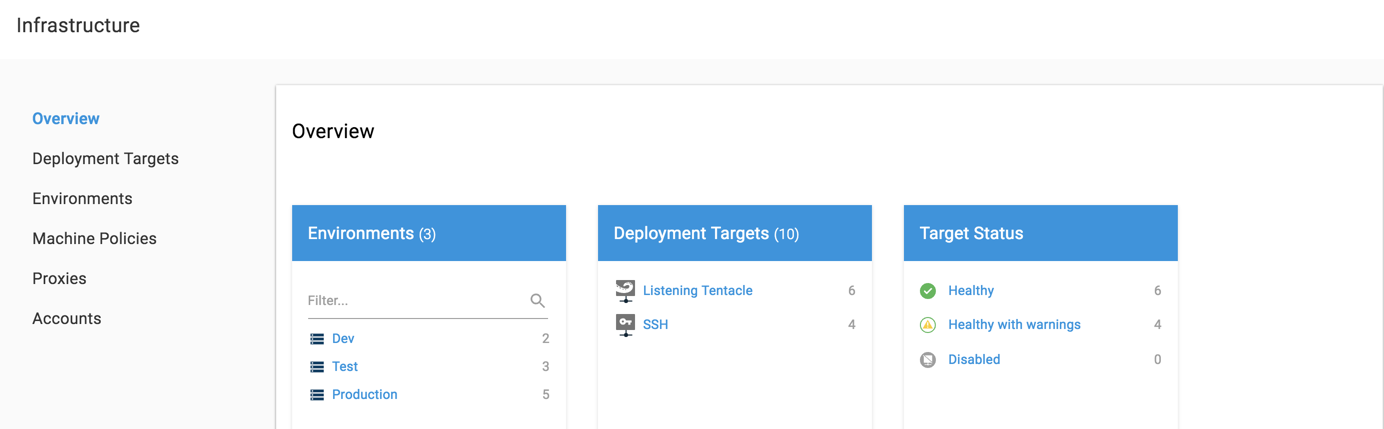 Infrastructure
Overview
Deployment Targets
Environments
Machine Policies
Proxies
Accounts
Overview
Environments (3)
Filter...
Dev 2
Test 3
Production 5
Deployment Targets (10)
Listening Tentacle 6
SSH 4
Target Status
Healthy 6
Healthy with warnings 4
Disabled 0